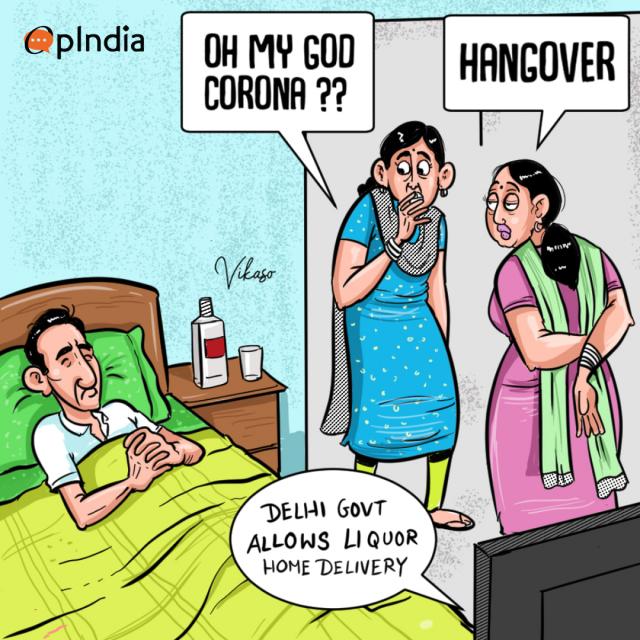 OpIndia
OH MY GOD
CORONA ??
HANGOVER
Vikaso
DELHI GOVT
ALLOWS LIQUOR
HOME DELIVERY